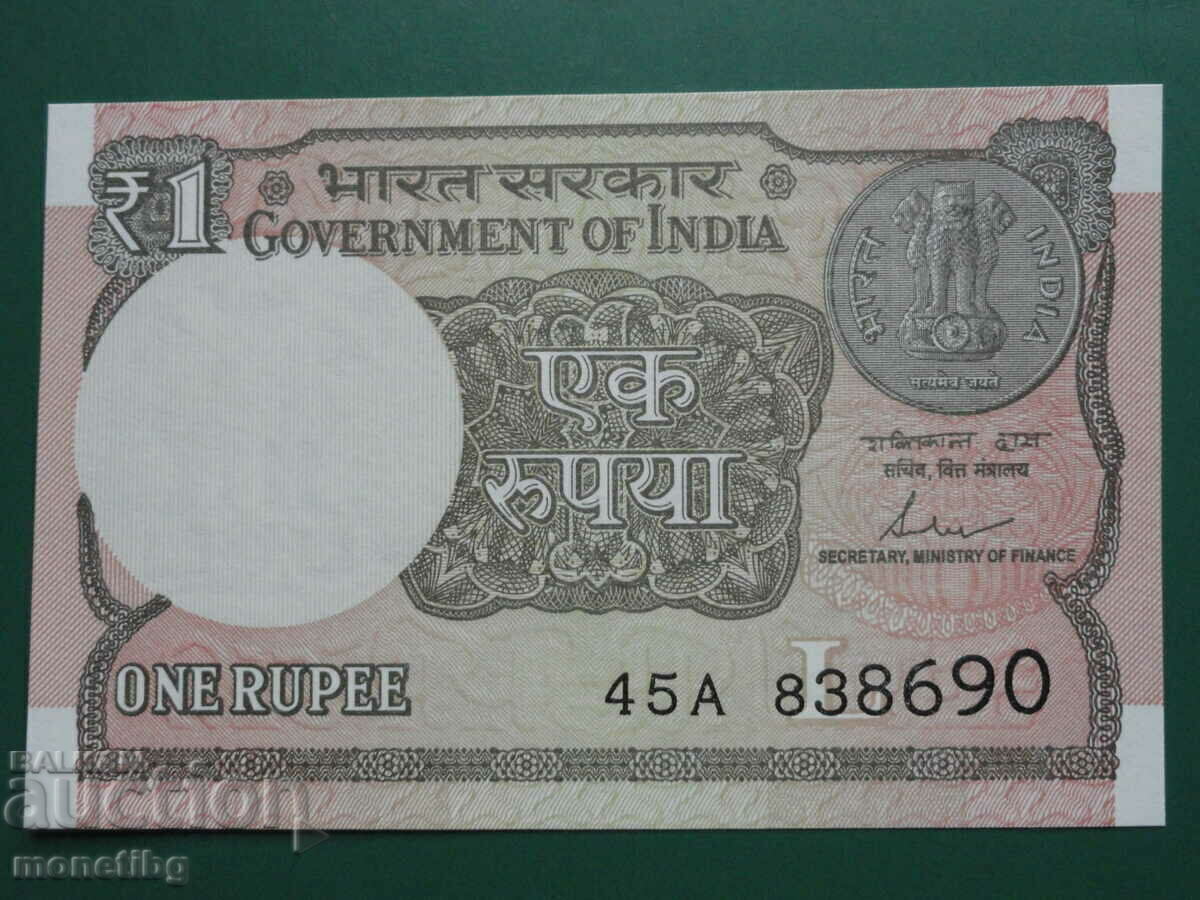 ₹1
भारत सरकार
GOVERNMENT OF INDIA
भारत
INDIA
सत्यमेव जयते
एक
रुपया
शक्तिकान्त दास
सचिव, वित्त मंत्रालय
SECRETARY, MINISTRY OF FINANCE
L
ONE RUPEE
45A 838690
BALKAN
auction
monetibg